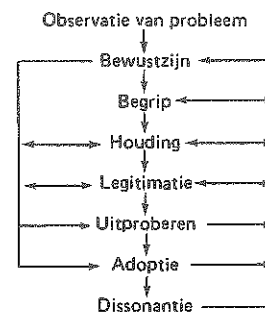 Observatie van probleem
Bewustzijn
Begrip
Houding
Legitimatie
Uitproberen
Adoptie
Dissonantie